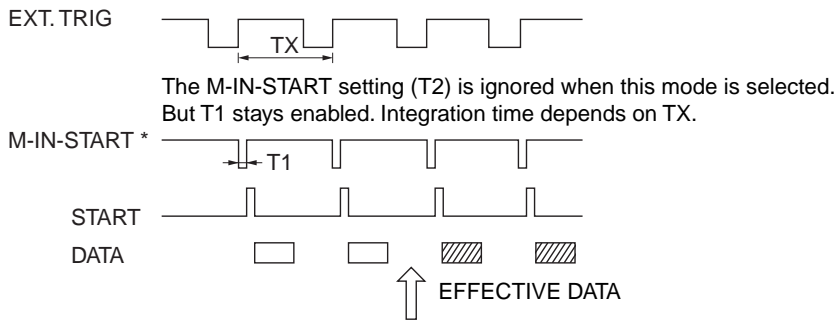 EXT. TRIG
TX
The M-IN-START setting (T2) is ignored when this mode is selected.
But T1 stays enabled. Integration time depends on TX.
M-IN-START *
T1
START
DATA
EFFECTIVE DATA